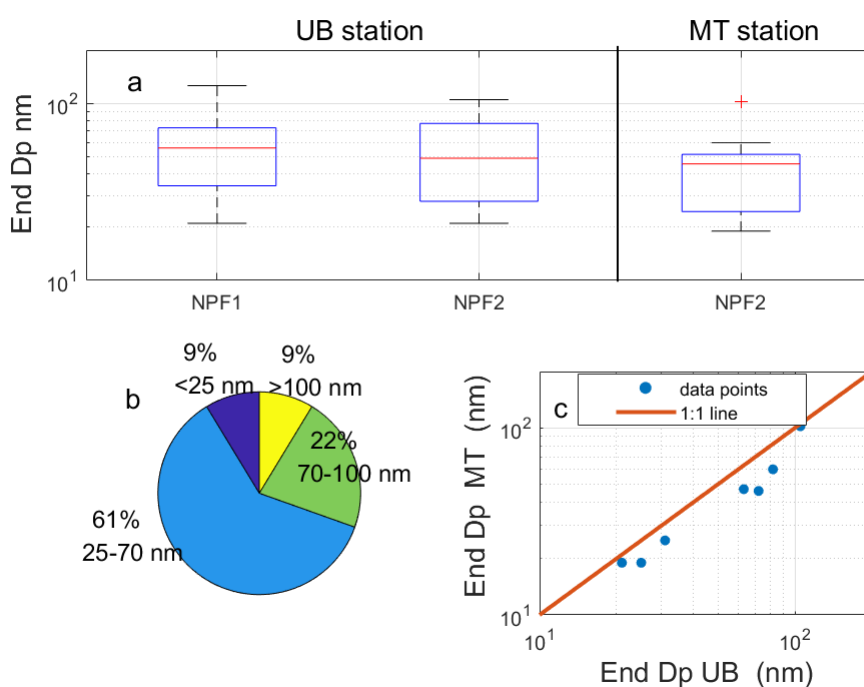 UB station
MT station
a
End Dp nm
10²
10¹
NPF1
NPF2
NPF2
b
9%
<25 nm
9%
>100 nm
22%
70-100 nm
61%
25-70 nm
c
data points
1:1 line
End Dp MT (nm)
10²
10¹
10¹
10²
End Dp UB (nm)